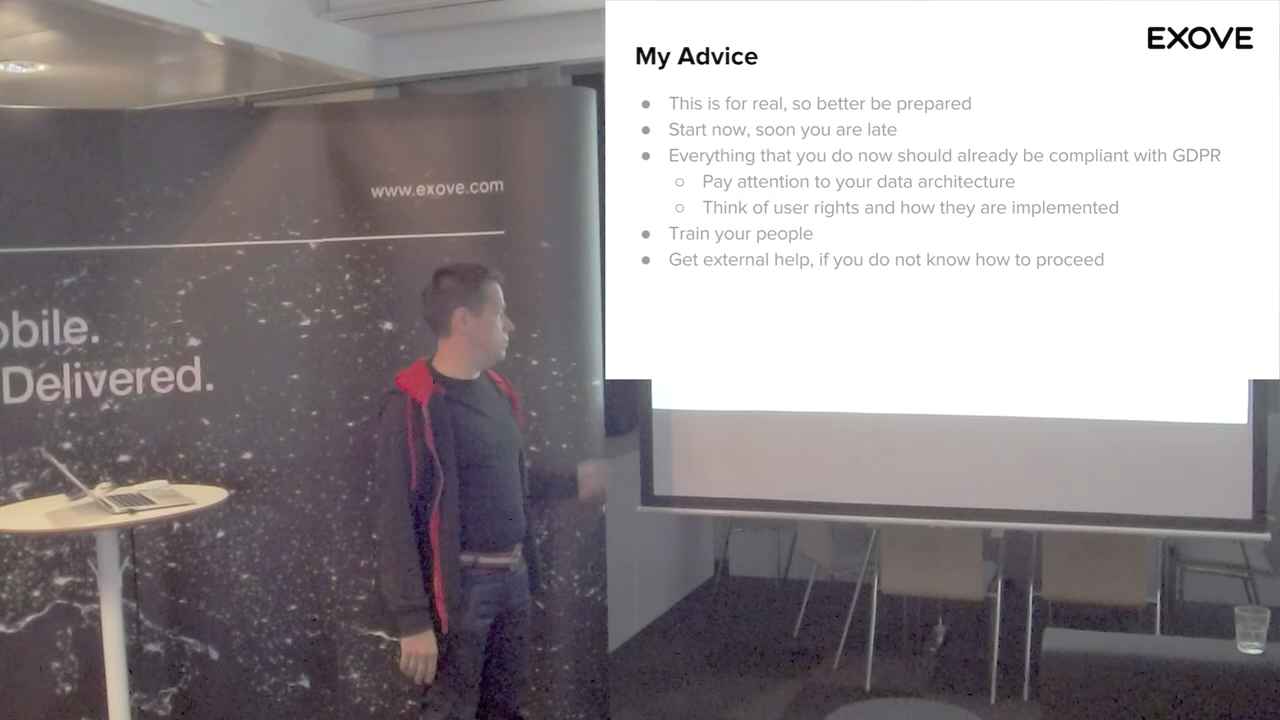 www.exove.com
obile.
Delivered.
EXOVE
My Advice
● This is for real, so better be prepared
● Start now, soon you are late
● Everything that you do now should already be compliant with GDPR
○ Pay attention to your data architecture
○ Think of user rights and how they are implemented
● Train your people
● Get external help, if you do not know how to proceed